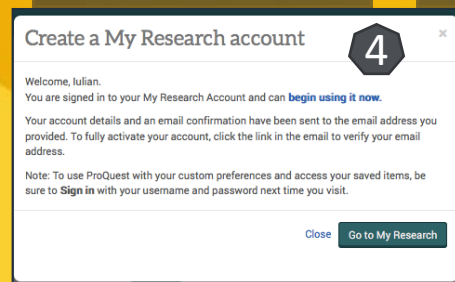 Create a My Research account
4
×
Welcome, Iulian.
You are signed in to your My Research Account and can begin using it now.
Your account details and an email confirmation have been sent to the email address you
provided. To fully activate your account, click the link in the email to verify your email
address.
Note: To use ProQuest with your custom preferences and access your saved items, be
sure to Sign in with your username and password next time you visit.
Close Go to My Research